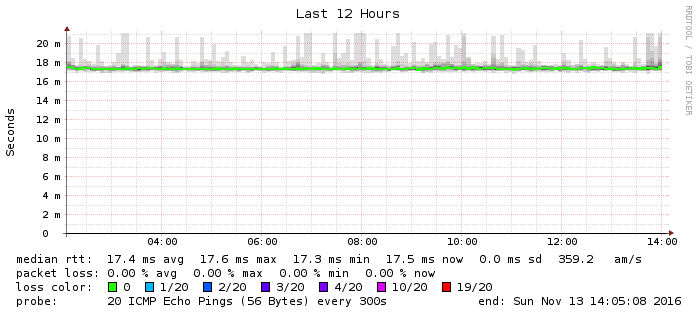 Last 12 Hours
RRDTOOL / TOBI OETIKER
Seconds
20 m
18 m
16 m
14 m
12 m
10 m
8 m
6 m
4 m
2 m
0
04:00 06:00 08:00 10:00 12:00 14:00
median rtt: 17.4 ms avg 17.6 ms max 17.3 ms min 17.5 ms now 0.0 ms sd 359.2 am/s
packet loss: 0.00 % avg 0.00 % max 0.00 % min 0.00 % now
loss color: 0 1/20 2/20 3/20 4/20 10/20 19/20
probe: 20 ICMP Echo Pings (56 Bytes) every 300s end: Sun Nov 13 14:05:08 2016